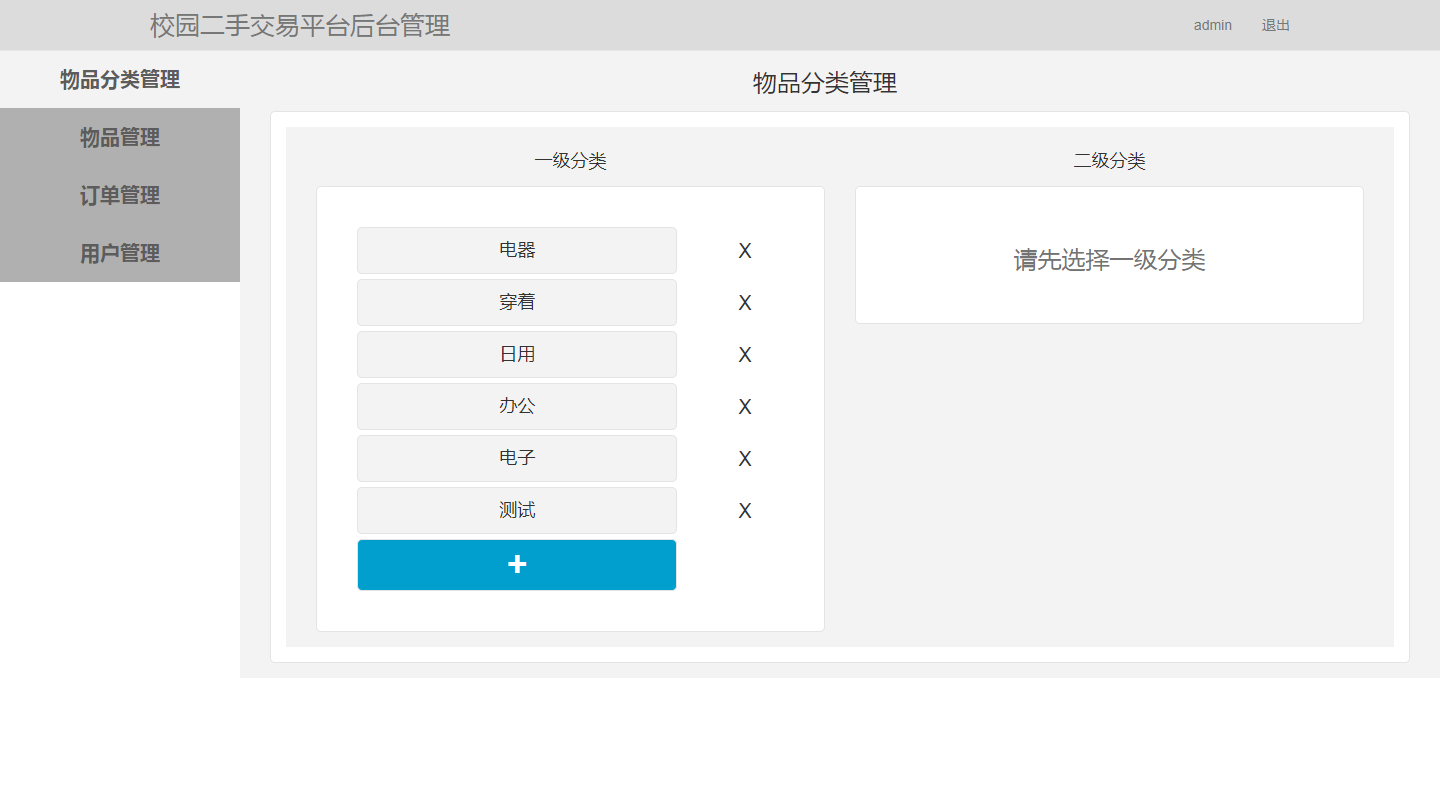 校园二手交易平台后台管理
admin 退出
物品分类管理
物品管理
订单管理
用户管理
物品分类管理
一级分类
电器 X
穿着 X
日用 X
办公 X
电子 X
测试 X
+
二级分类
请先选择一级分类